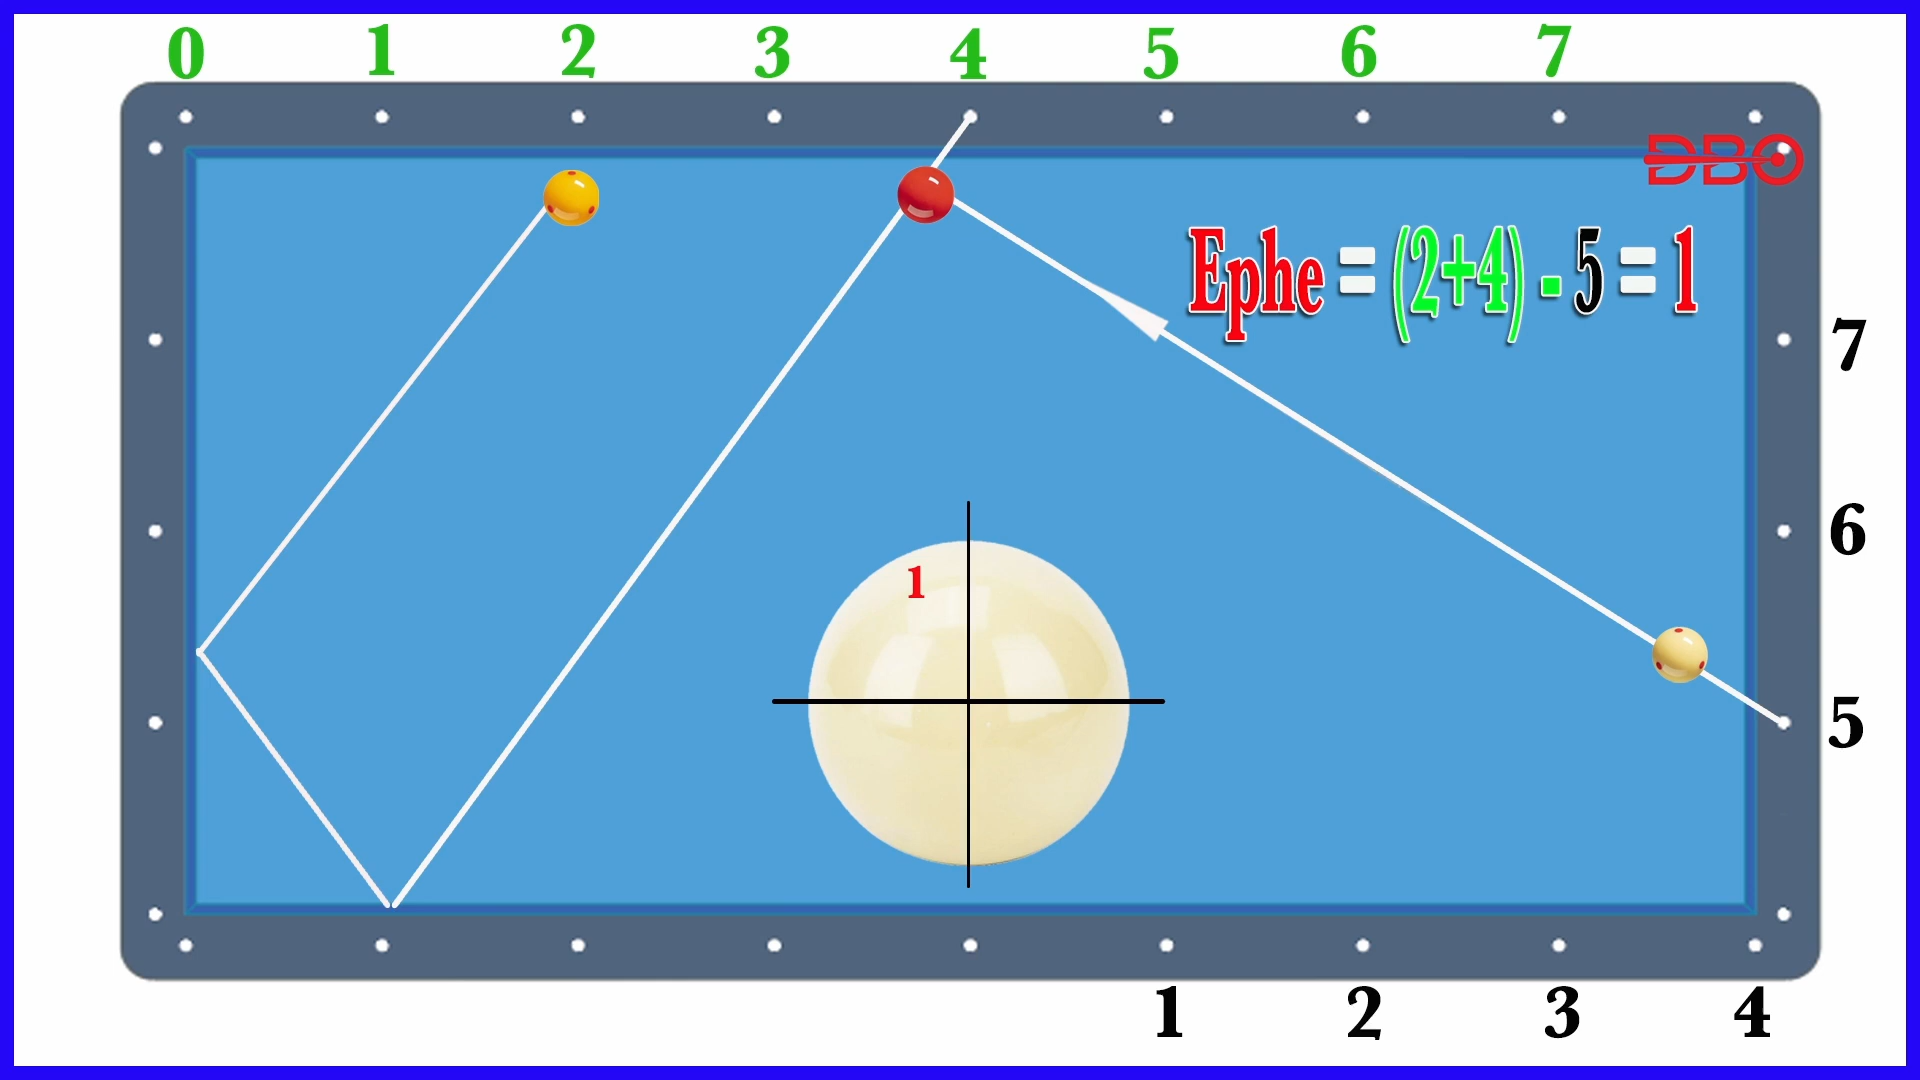 0 1 2 3 4 5 6 7
DBO
Ephe = (2+4) - 5 = 1
7
6
1
5
1 2 3 4